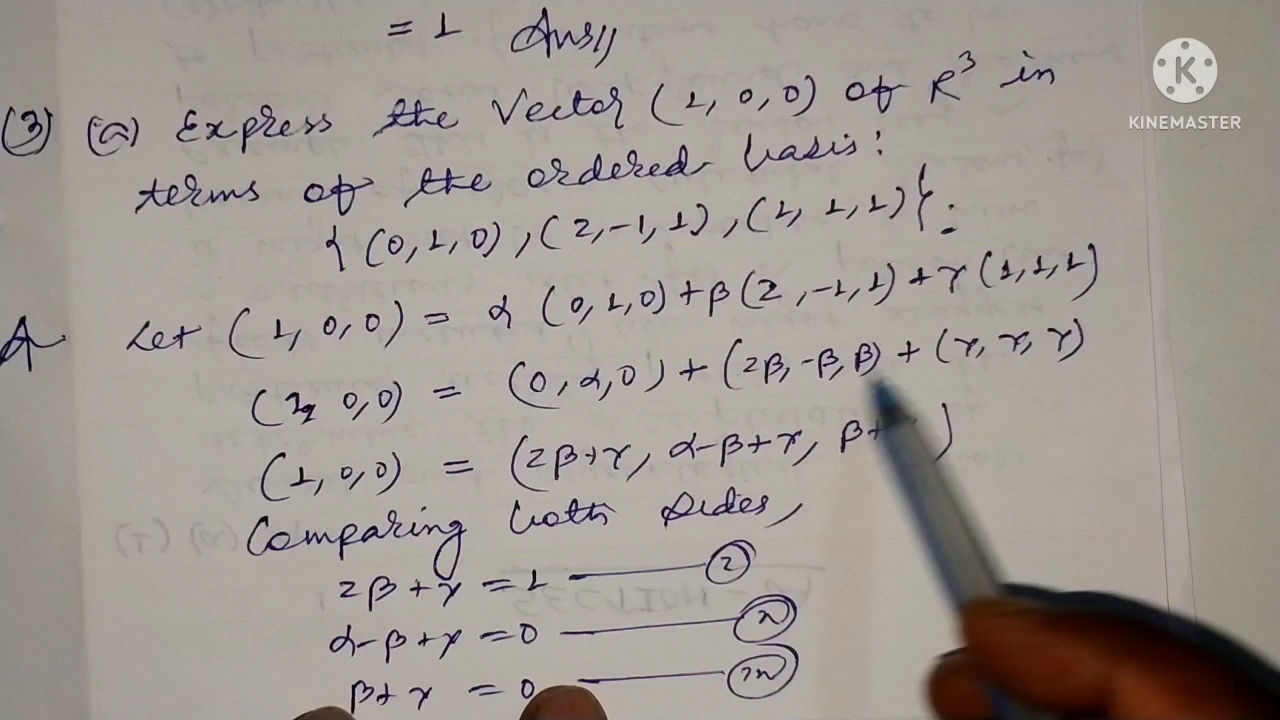 = 1 Ans//
(3) (a) Express the Vector (1, 0, 0) of R³ in
terms of the ordered basis:
{(0, 1, 0), (2, -1, 1), (1, 1, 1)}.
A Let (1, 0, 0) = α (0, 1, 0) + β (2, -1, 1) + γ (1, 1, 1)
(1, 0, 0) = (0, α, 0) + (2β, -β, β) + (γ, γ, γ)
(1, 0, 0) = (2β+γ, α-β+γ, β+ )
Comparing both sides,
2β + γ = 1
α - β + γ = 0
β + γ = 0
K
KINEMASTER